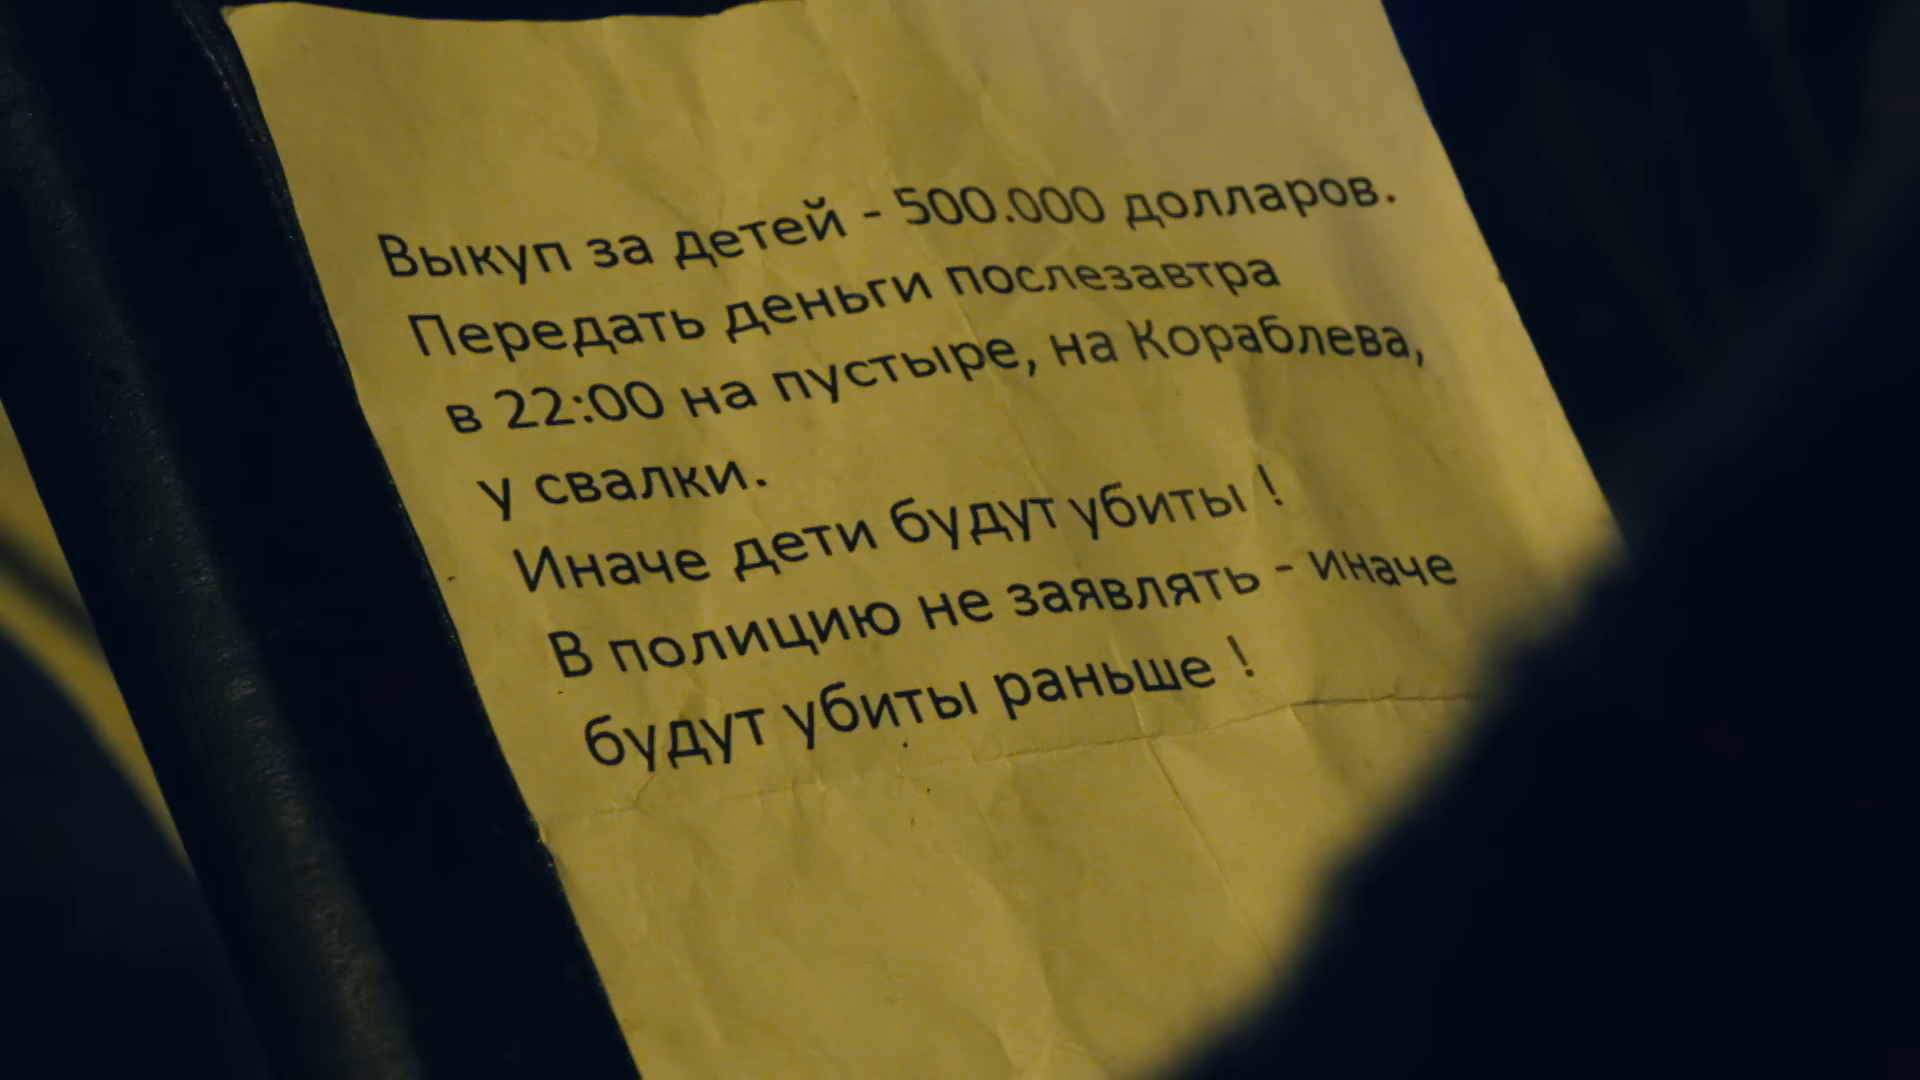 Выкуп за детей - 500.000 долларов.
Передать деньги послезавтра
в 22:00 на пустыре, на Кораблева,
у свалки.
Иначе дети будут убиты !
В полицию не заявлять - иначе
будут убиты раньше !